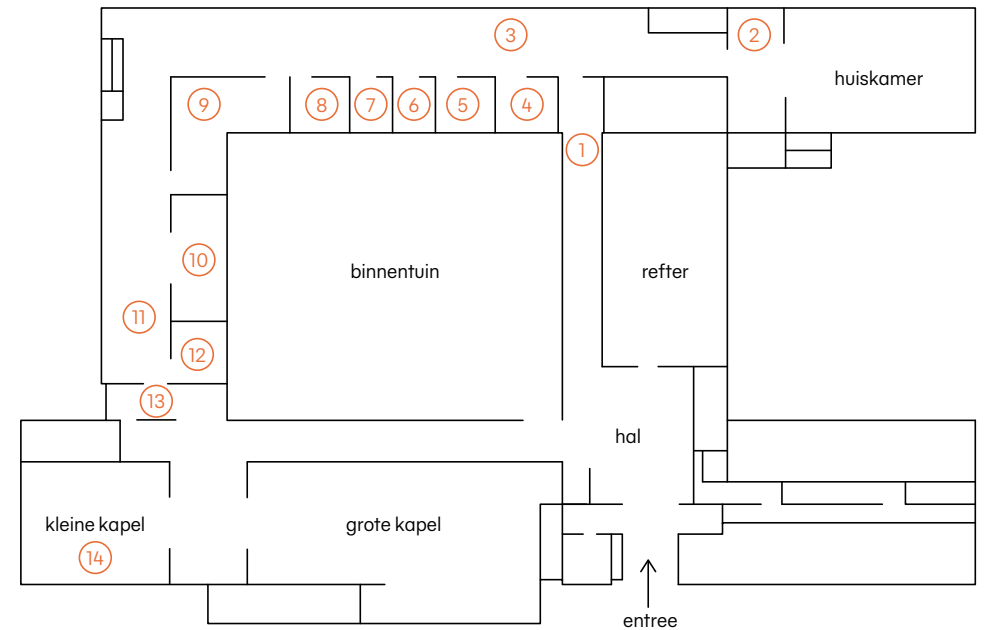 3
2
huiskamer
9
8
7
6
5
4
1
10
binnentuin
refter
11
12
13
hal
kleine kapel
grote kapel
14
entree